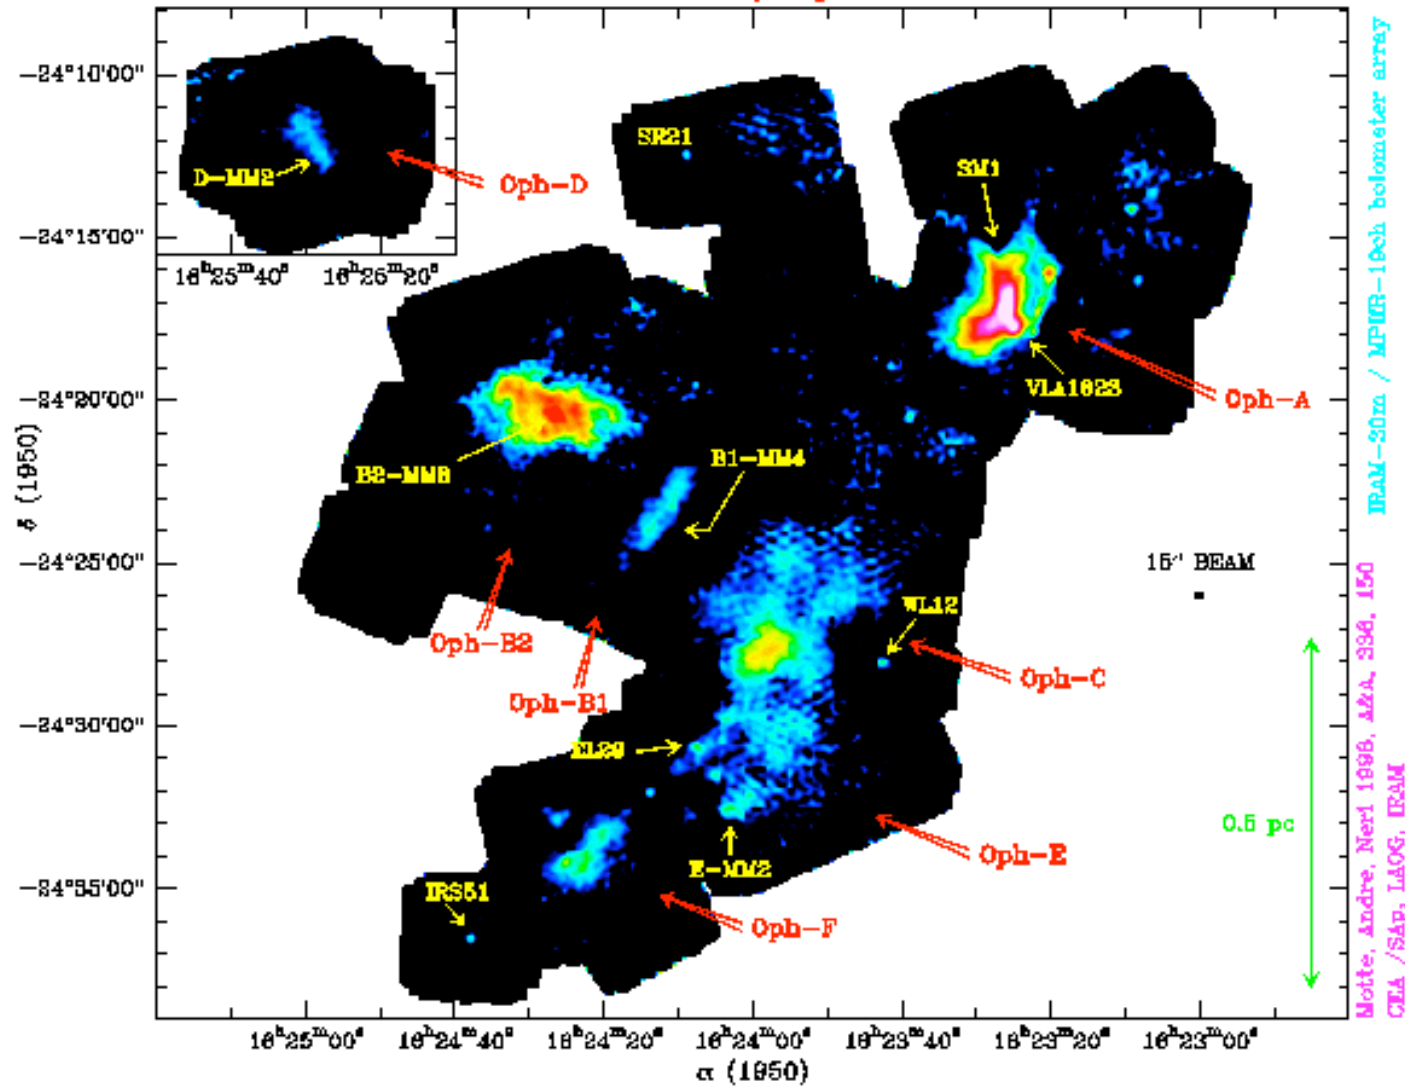 -24°10'00"
-24°15'00"
-24°20'00"
-24°25'00"
-24°30'00"
-24°35'00"
δ (1950)
D-MM2
Oph-D
16h25m40s
16h25m20s
SR21
SM1
VLA1623
Oph-A
B2-MM8
B1-MM4
15" BEAM
WL12
Oph-B2
Oph-B1
Oph-C
EL29
0.5 pc
E-MM2
Oph-E
IRS51
Oph-F
16h25m00s
16h24m40s
16h24m20s
16h24m00s
16h23m40s
16h23m20s
16h23m00s
α (1950)
IRAM-30m / MPIfR-19ch bolometer array
Motte, Andre, Neri 1998, A&A, 336, 150
CEA /SAp, LAOG, IRAM